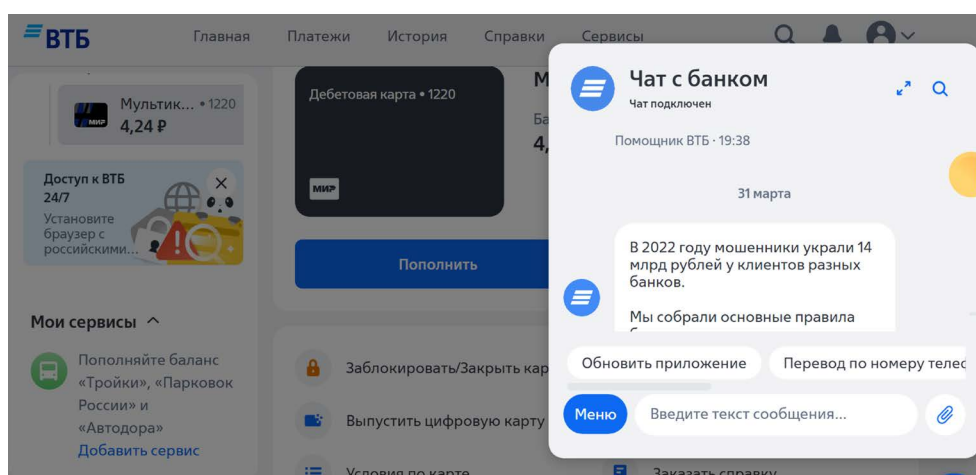 ВТБ
Главная
Платежи
История
Справки
Сервисы
Мультик... • 1220
4,24 ₽
Доступ к ВТБ
24/7
Установите
браузер с
российскими...
Мои сервисы
Пополняйте баланс
«Тройки», «Парковок
России» и
«Автодора»
Добавить сервис
Дебетовая карта • 1220
МИР
Пополнить
Заблокировать/Закрыть кар
Выпустить цифровую карту
Условия по карте
Заказать справку
Чат с банком
Чат подключен
Помощник ВТБ · 19:38
31 марта
В 2022 году мошенники украли 14
млрд рублей у клиентов разных
банков.
Мы собрали основные правила
Обновить приложение
Перевод по номеру телеф
Меню
Введите текст сообщения...